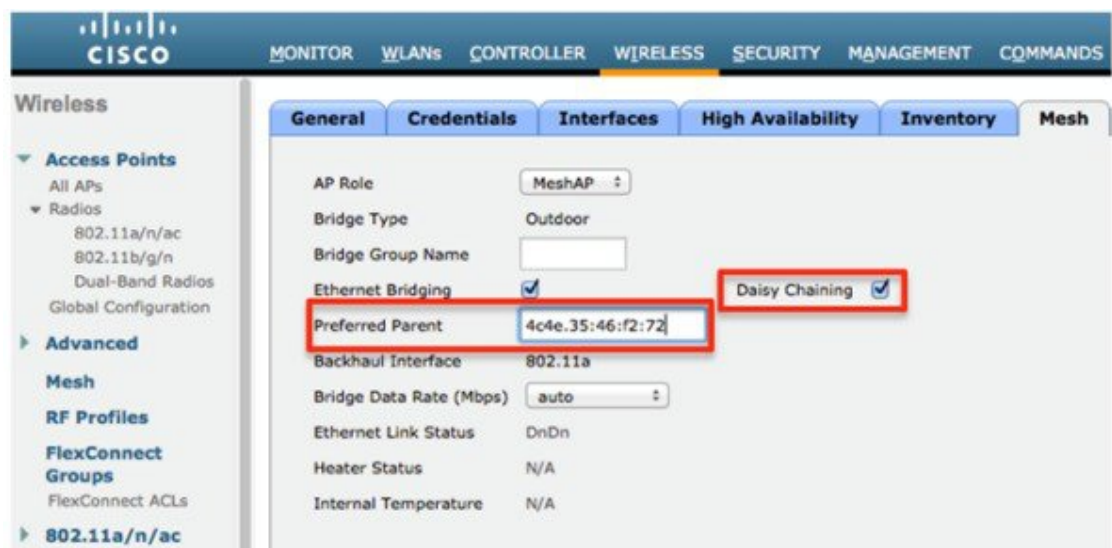 CISCO
MONITOR WLANs CONTROLLER WIRELESS SECURITY MANAGEMENT COMMANDS
Wireless
Access Points
All APs
Radios
802.11a/n/ac
802.11b/g/n
Dual-Band Radios
Global Configuration
Advanced
Mesh
RF Profiles
FlexConnect
Groups
FlexConnect ACLs
802.11a/n/ac
General Credentials Interfaces High Availability Inventory Mesh
AP Role MeshAP
Bridge Type Outdoor
Bridge Group Name
Ethernet Bridging Daisy Chaining
Preferred Parent 4c4e.35:46:f2:72
Backhaul Interface 802.11a
Bridge Data Rate (Mbps) auto
Ethernet Link Status DnDn
Heater Status N/A
Internal Temperature N/A